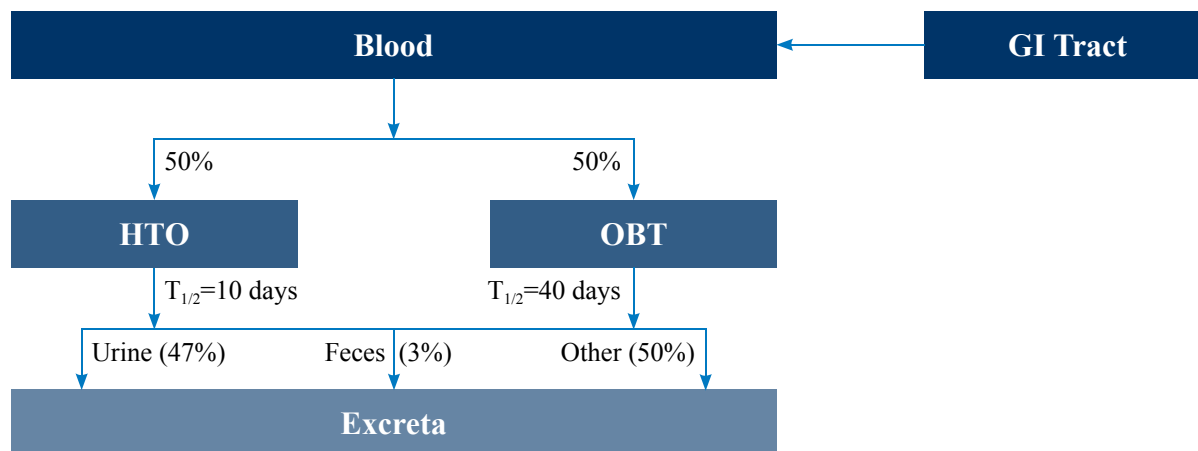 Blood
GI Tract
50%
50%
HTO
OBT
T1/2=10 days
T1/2=40 days
Urine (47%)
Feces (3%)
Other (50%)
Excreta